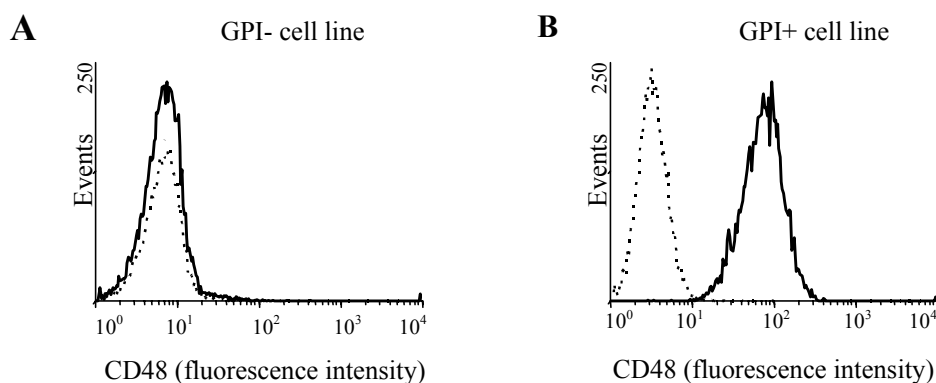 A
GPI- cell line
250
Events
10^0 10^1 10^2 10^3 10^4
CD48 (fluorescence intensity)
B
GPI+ cell line
250
Events
10^0 10^1 10^2 10^3 10^4
CD48 (fluorescence intensity)